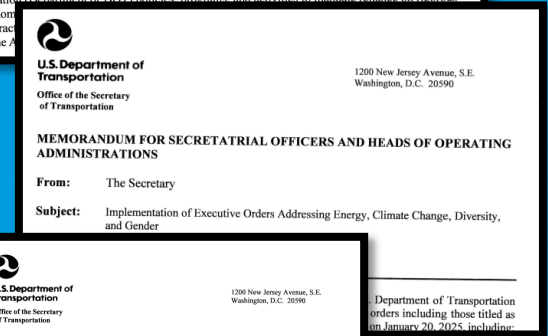 U.S. Department of
Transportation
Office of the Secretary
of Transportation
1200 New Jersey Avenue, S.E.
Washington, D.C. 20590
MEMORANDUM FOR SECRETATRIAL OFFICERS AND HEADS OF OPERATING
ADMINISTRATIONS
From: The Secretary
Subject: Implementation of Executive Orders Addressing Energy, Climate Change, Diversity,
and Gender
. Department of Transportation
orders including those titled as
on January 20, 2025, including:
.S. Department of
ransportation
ffice of the Secretary
f Transportation
1200 New Jersey Avenue, S.E.
Washington, D.C. 20590